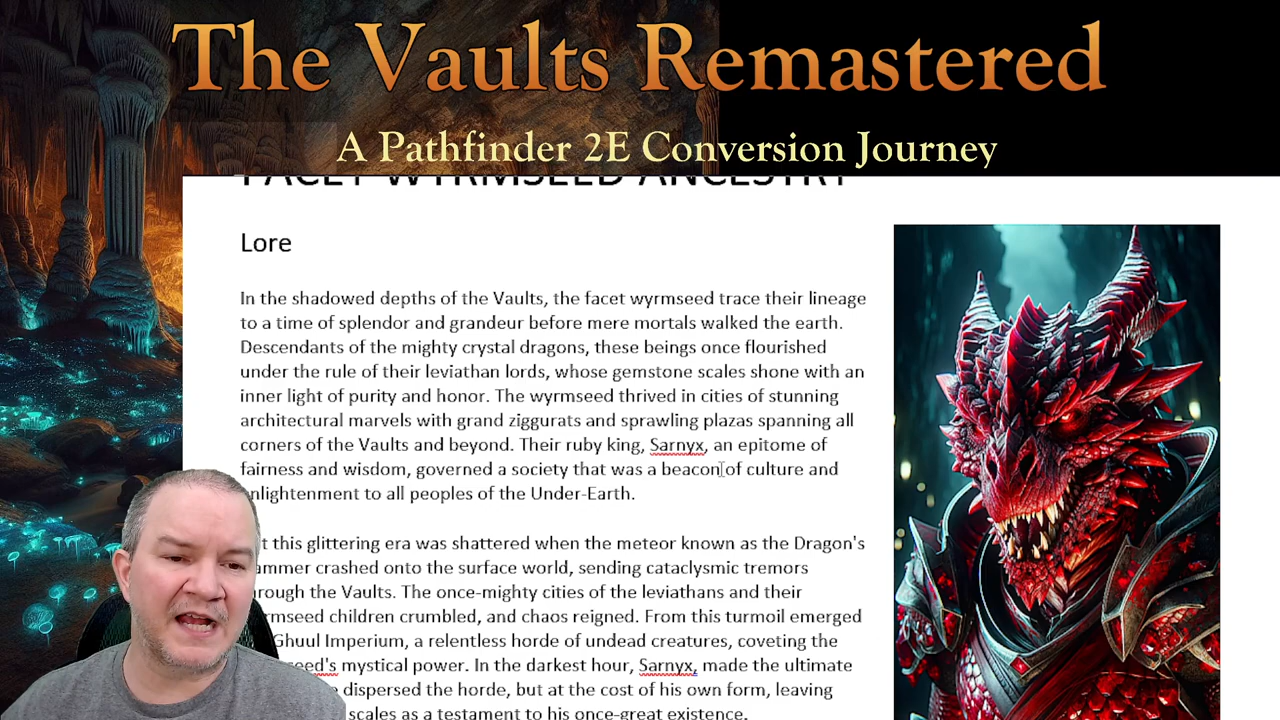 The Vaults Remastered
A Pathfinder 2E Conversion Journey
FACET WYRMSEED ANCESTRY
Lore
In the shadowed depths of the Vaults, the facet wyrmseed trace their lineage
to a time of splendor and grandeur before mere mortals walked the earth.
Descendants of the mighty crystal dragons, these beings once flourished
under the rule of their leviathan lords, whose gemstone scales shone with an
inner light of purity and honor. The wyrmseed thrived in cities of stunning
architectural marvels with grand ziggurats and sprawling plazas spanning all
corners of the Vaults and beyond. Their ruby king, Sarnyx, an epitome of
fairness and wisdom, governed a society that was a beacon of culture and
nlightenment to all peoples of the Under-Earth.
t this glittering era was shattered when the meteor known as the Dragon's
ammer crashed onto the surface world, sending cataclysmic tremors
rough the Vaults. The once-mighty cities of the leviathans and their
rmseed children crumbled, and chaos reigned. From this turmoil emerged
Ghuul Imperium, a relentless horde of undead creatures, coveting the
eed's mystical power. In the darkest hour, Sarnyx, made the ultimate
dispersed the horde, but at the cost of his own form, leaving
scales as a testament to his once-great existence.